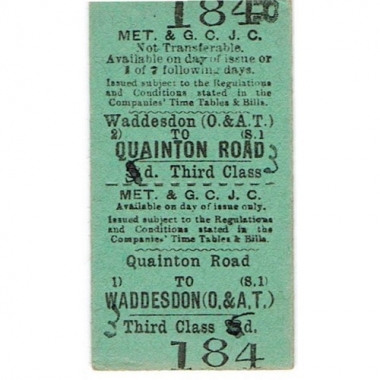 184
MET. & G. C. J. C.
Not Transferable.
Available on day of issue or
1 of 7 following days.
Issued subject to the Regulations
and Conditions stated in the
Companies' Time Tables & Bills.
Waddesdon (O.& A.T.)
2) TO (S.1
QUAINTON ROAD
d. Third Class 3
MET. & G. C. J. C.
Available on day of issue only.
Issued subject to the Regulations
and Conditions stated in the
Companies' Time Tables & Bills.
Quainton Road
1) TO (S.1)
WADDESDON(O.&A.T.)
3 Third Class d.
184